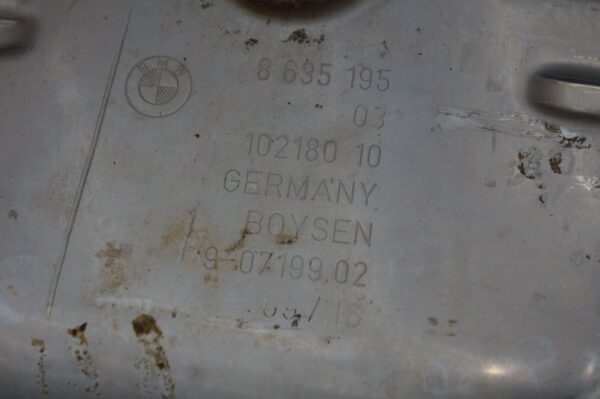 BMW
8 635 195
03
102180 10
GERMANY
BOYSEN
9-07199.02